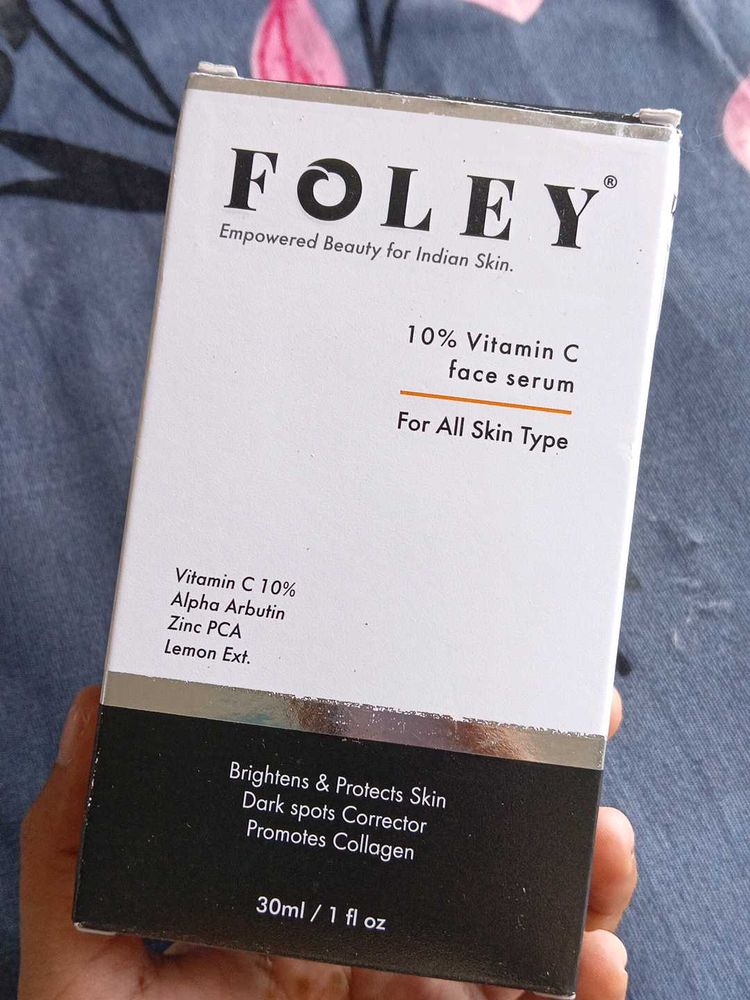 FOLEY®
Empowered Beauty for Indian Skin.
10% Vitamin C
face serum
For All Skin Type
Vitamin C 10%
Alpha Arbutin
Zinc PCA
Lemon Ext.
Brightens & Protects Skin
Dark spots Corrector
Promotes Collagen
30ml / 1 fl oz